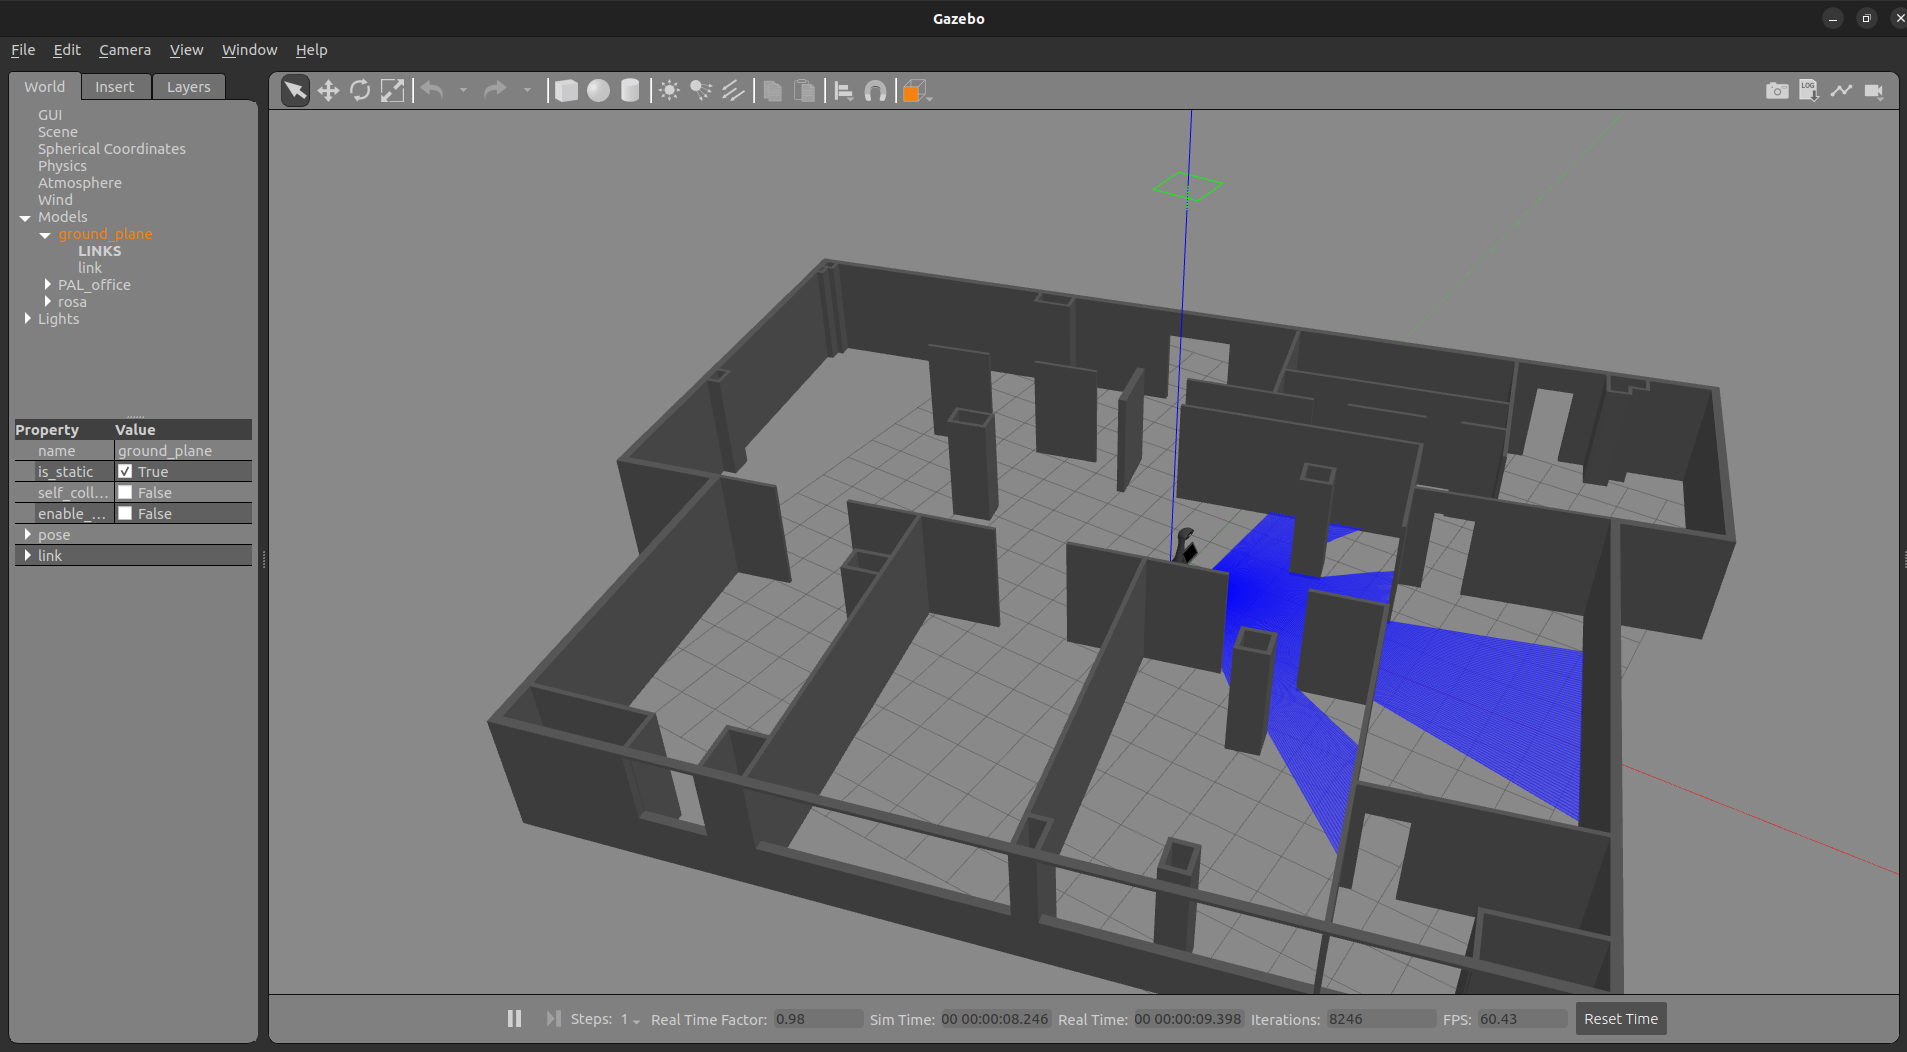 Gazebo
File Edit Camera View Window Help
World Insert Layers
GUI
Scene
Spherical Coordinates
Physics
Atmosphere
Wind
Models
ground_plane
LINKS
link
PAL_office
rosa
Lights
Property Value
name ground_plane
is_static True
self_coll... False
enable_... False
pose
link
LOG
Steps: 1 Real Time Factor: 0.98 Sim Time: 00 00:00:08.246 Real Time: 00 00:00:09.398 Iterations: 8246 FPS: 60.43 Reset Time